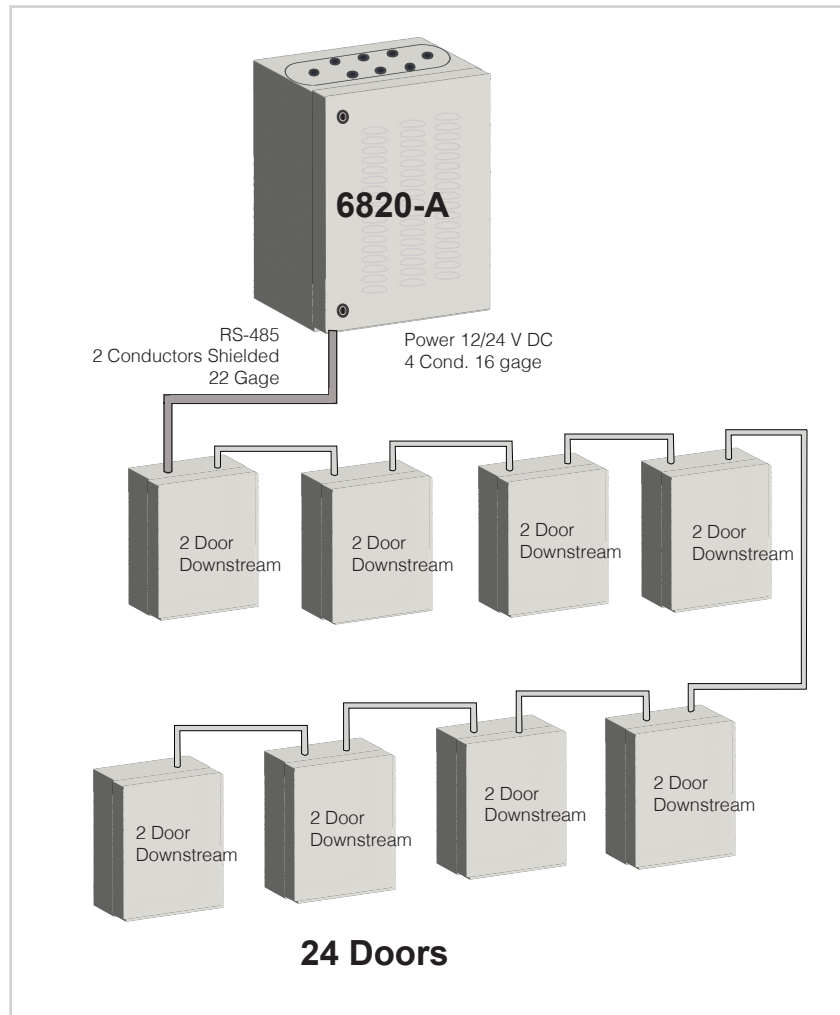 6820-A
RS-485
2 Conductors Shielded
22 Gage
Power 12/24 V DC
4 Cond. 16 gage
2 Door
Downstream
2 Door
Downstream
2 Door
Downstream
2 Door
Downstream
2 Door
Downstream
2 Door
Downstream
2 Door
Downstream
2 Door
Downstream
24 Doors